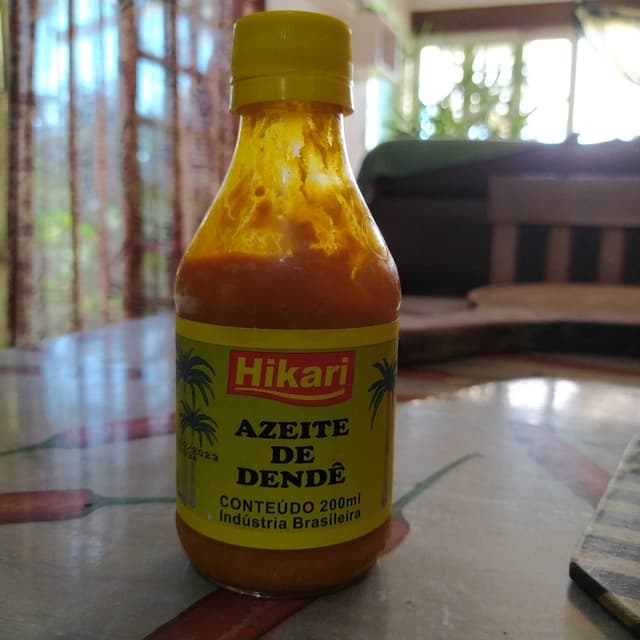 Hikari
AZEITE
DE
DENDÊ
CONTEÚDO 200ml
Indústria Brasileira